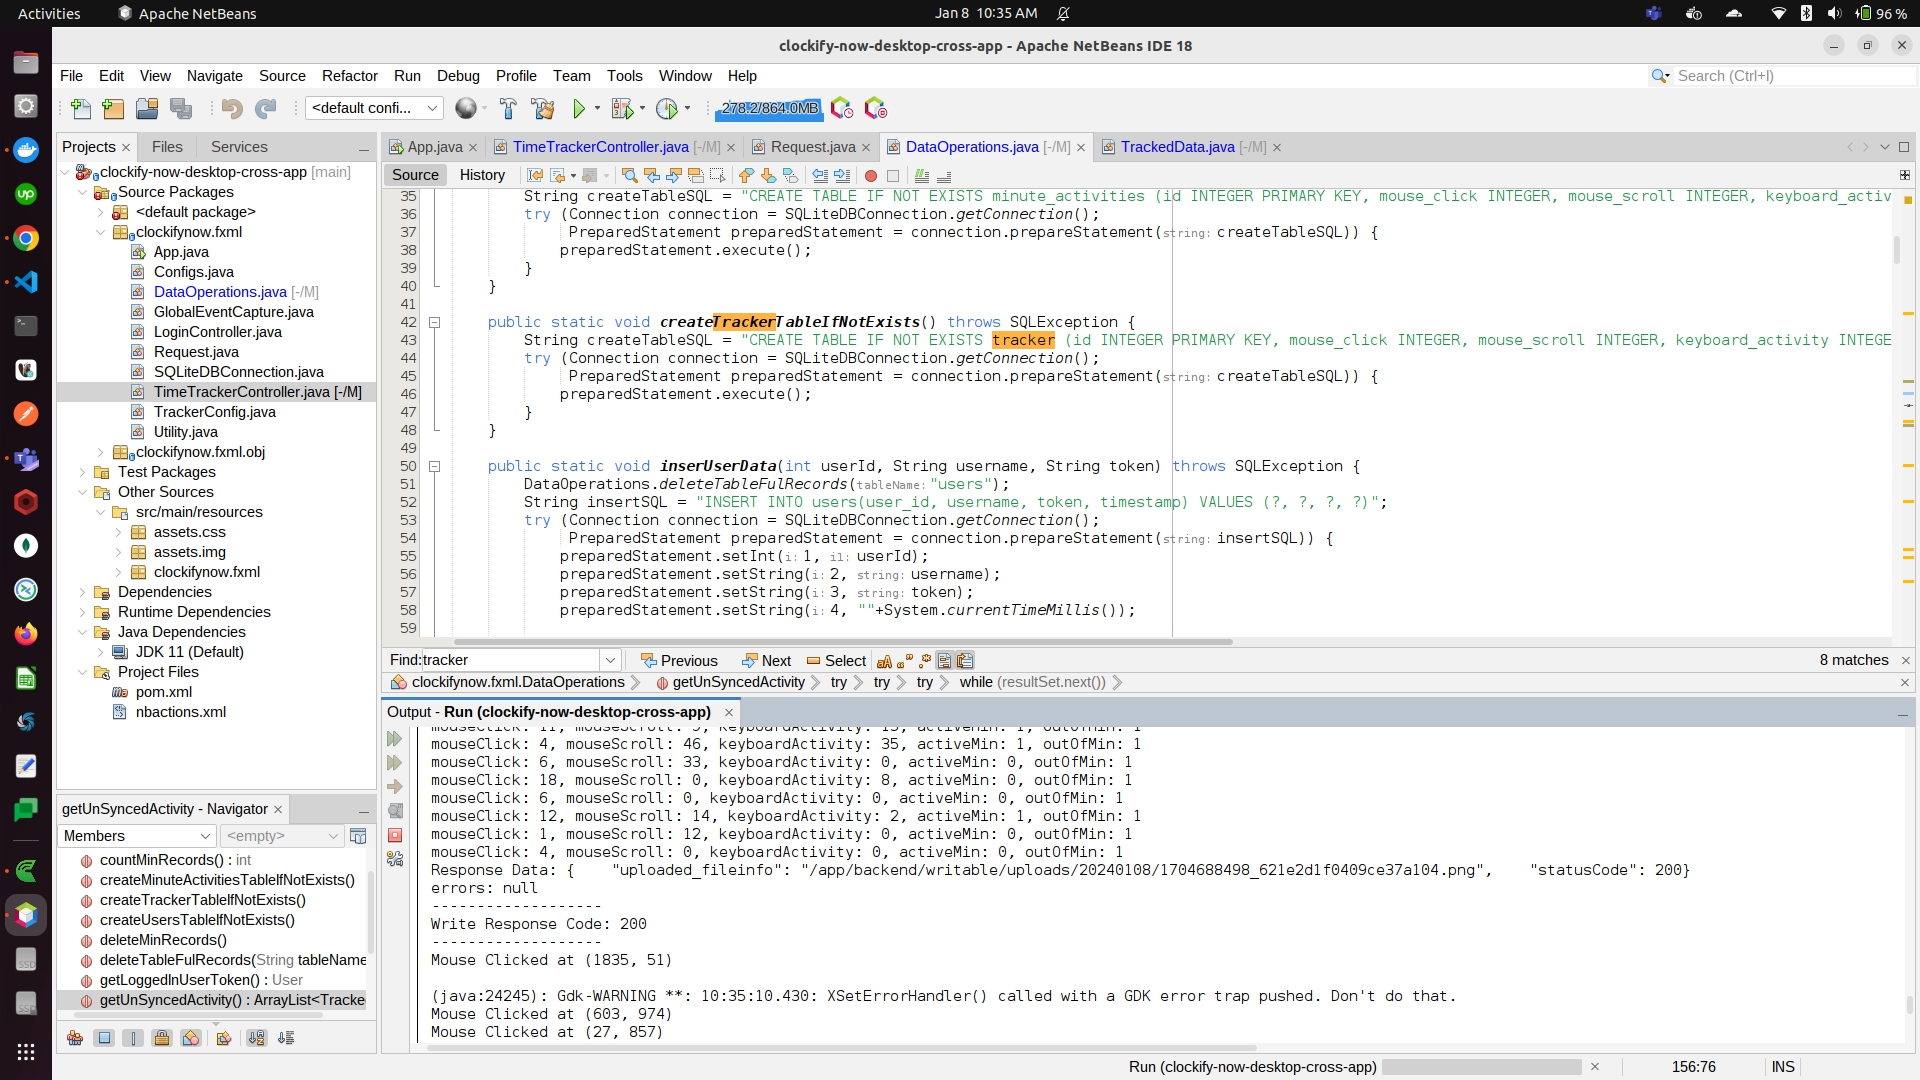 Activities
Apache NetBeans
Jan 8 10:35 AM
96 %
clockify-now-desktop-cross-app - Apache NetBeans IDE 18
File Edit View Navigate Source Refactor Run Debug Profile Team Tools Window Help
Search (Ctrl+I)
<default confi...
278.2/864.0MB
Projects
Files
Services
clockify-now-desktop-cross-app [main]
Source Packages
<default package>
clockifynow.fxml
App.java
Configs.java
DataOperations.java [-/M]
GlobalEventCapture.java
LoginController.java
Request.java
SQLiteDBConnection.java
TimeTrackerController.java [-/M]
TrackerConfig.java
Utility.java
clockifynow.fxml.obj
Test Packages
Other Sources
src/main/resources
assets.css
assets.img
clockifynow.fxml
Dependencies
Runtime Dependencies
Java Dependencies
JDK 11 (Default)
Project Files
pom.xml
nbactions.xml
getUnSyncedActivity - Navigator
Members
<empty>
countMinRecords() : int
createMinuteActivitiesTableIfNotExists()
createTrackerTableIfNotExists()
createUsersTableIfNotExists()
deleteMinRecords()
deleteTableFulRecords(String tableName
getLoggedInUserToken() : User
getUnSyncedActivity() : ArrayList<Tracke
App.java
TimeTrackerController.java [-/M]
Request.java
DataOperations.java [-/M]
TrackedData.java [-/M]
Source History
35 String createTableSQL = "CREATE TABLE IF NOT EXISTS minute_activities (id INTEGER PRIMARY KEY, mouse_click INTEGER, mouse_scroll INTEGER, keyboard_activ
36 try (Connection connection = SQLiteDBConnection.getConnection();
37 PreparedStatement preparedStatement = connection.prepareStatement(string: createTableSQL)) {
38 preparedStatement.execute();
39 }
40 }
41
42 public static void createTrackerTableIfNotExists() throws SQLException {
43 String createTableSQL = "CREATE TABLE IF NOT EXISTS tracker (id INTEGER PRIMARY KEY, mouse_click INTEGER, mouse_scroll INTEGER, keyboard_activity INTEGE
44 try (Connection connection = SQLiteDBConnection.getConnection();
45 PreparedStatement preparedStatement = connection.prepareStatement(string: createTableSQL)) {
46 preparedStatement.execute();
47 }
48 }
49
50 public static void inserUserData(int userId, String username, String token) throws SQLException {
51 DataOperations.deleteTableFulRecords(tableName: "users");
52 String insertSQL = "INSERT INTO users(user_id, username, token, timestamp) VALUES (?, ?, ?, ?)";
53 try (Connection connection = SQLiteDBConnection.getConnection();
54 PreparedStatement preparedStatement = connection.prepareStatement(string: insertSQL)) {
55 preparedStatement.setInt(i: 1, i1: userId);
56 preparedStatement.setString(i: 2, string: username);
57 preparedStatement.setString(i: 3, string: token);
58 preparedStatement.setString(i: 4, ""+System.currentTimeMillis());
59
Find: tracker
Previous Next Select
8 matches
clockifynow.fxml.DataOperations getUnSyncedActivity try try try while (resultSet.next())
Output - Run (clockify-now-desktop-cross-app)
mouseClick: 11, mouseScroll: 9, keyboardActivity: 15, activeMin: 1, outOfMin: 1
mouseClick: 4, mouseScroll: 46, keyboardActivity: 35, activeMin: 1, outOfMin: 1
mouseClick: 6, mouseScroll: 33, keyboardActivity: 0, activeMin: 0, outOfMin: 1
mouseClick: 18, mouseScroll: 0, keyboardActivity: 8, activeMin: 0, outOfMin: 1
mouseClick: 6, mouseScroll: 0, keyboardActivity: 0, activeMin: 0, outOfMin: 1
mouseClick: 12, mouseScroll: 14, keyboardActivity: 2, activeMin: 1, outOfMin: 1
mouseClick: 1, mouseScroll: 12, keyboardActivity: 0, activeMin: 0, outOfMin: 1
mouseClick: 4, mouseScroll: 0, keyboardActivity: 0, activeMin: 0, outOfMin: 1
Response Data: { "uploaded_fileinfo": "/app/backend/writable/uploads/20240108/1704688498_621e2d1f0409ce37a104.png", "statusCode": 200}
errors: null
-------------------
Write Response Code: 200
-------------------
Mouse Clicked at (1835, 51)
(java:24245): Gdk-WARNING **: 10:35:10.430: XSetErrorHandler() called with a GDK error trap pushed. Don't do that.
Mouse Clicked at (603, 974)
Mouse Clicked at (27, 857)
Run (clockify-now-desktop-cross-app)
156:76
INS